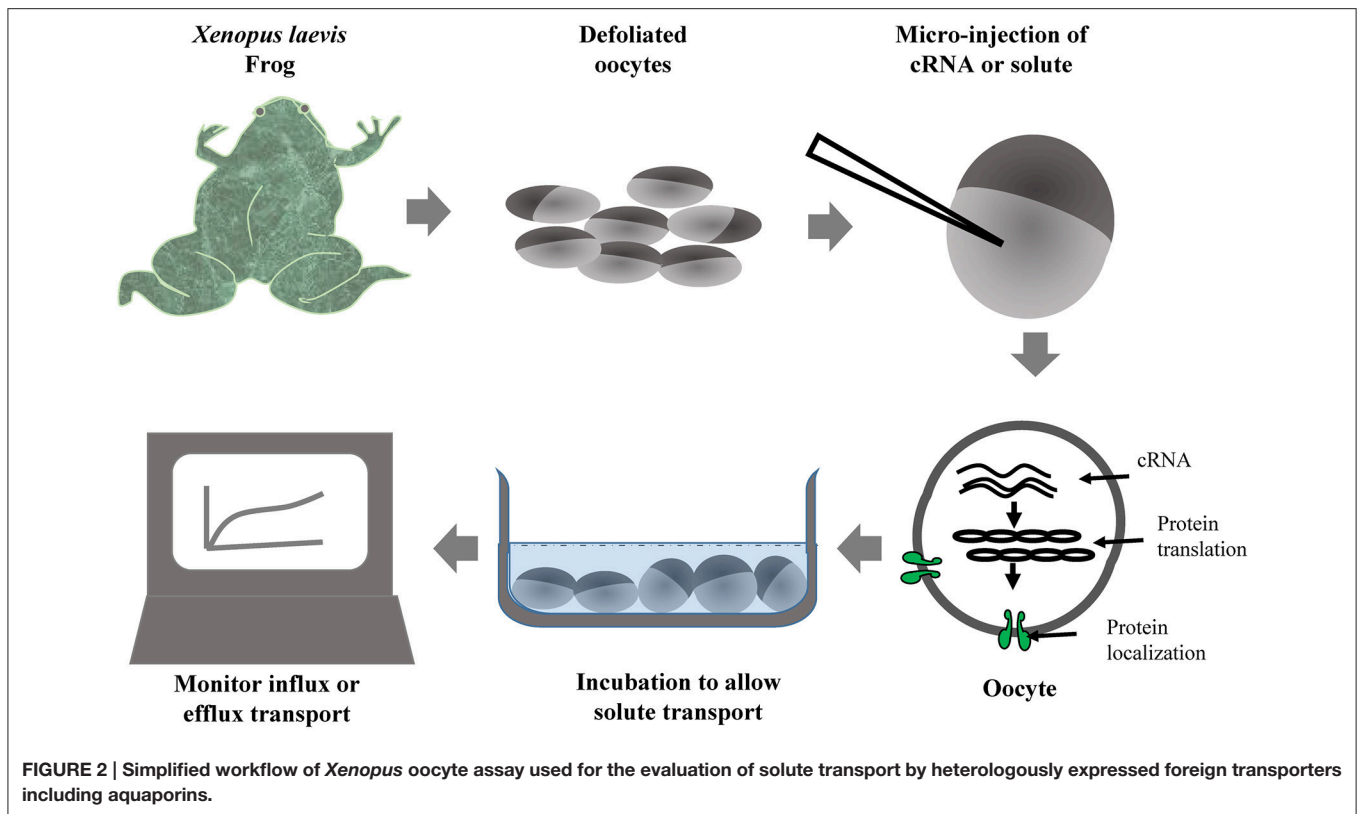 Xenopus laevis
Frog
Defoliated
oocytes
Micro-injection of
cRNA or solute
cRNA
Protein
translation
Protein
localization
Oocyte
Incubation to allow
solute transport
Monitor influx or
efflux transport
FIGURE 2 | Simplified workflow of Xenopus oocyte assay used for the evaluation of solute transport by heterologously expressed foreign transporters
including aquaporins.